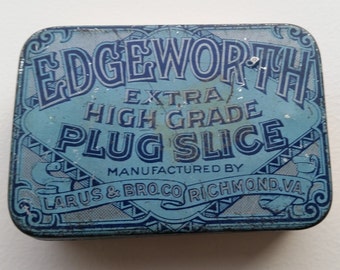 EDGEWORTH
EXTRA
HIGH GRADE
PLUG SLICE
MANUFACTURED BY
LARUS & BRO.CO. RICHMOND,VA.